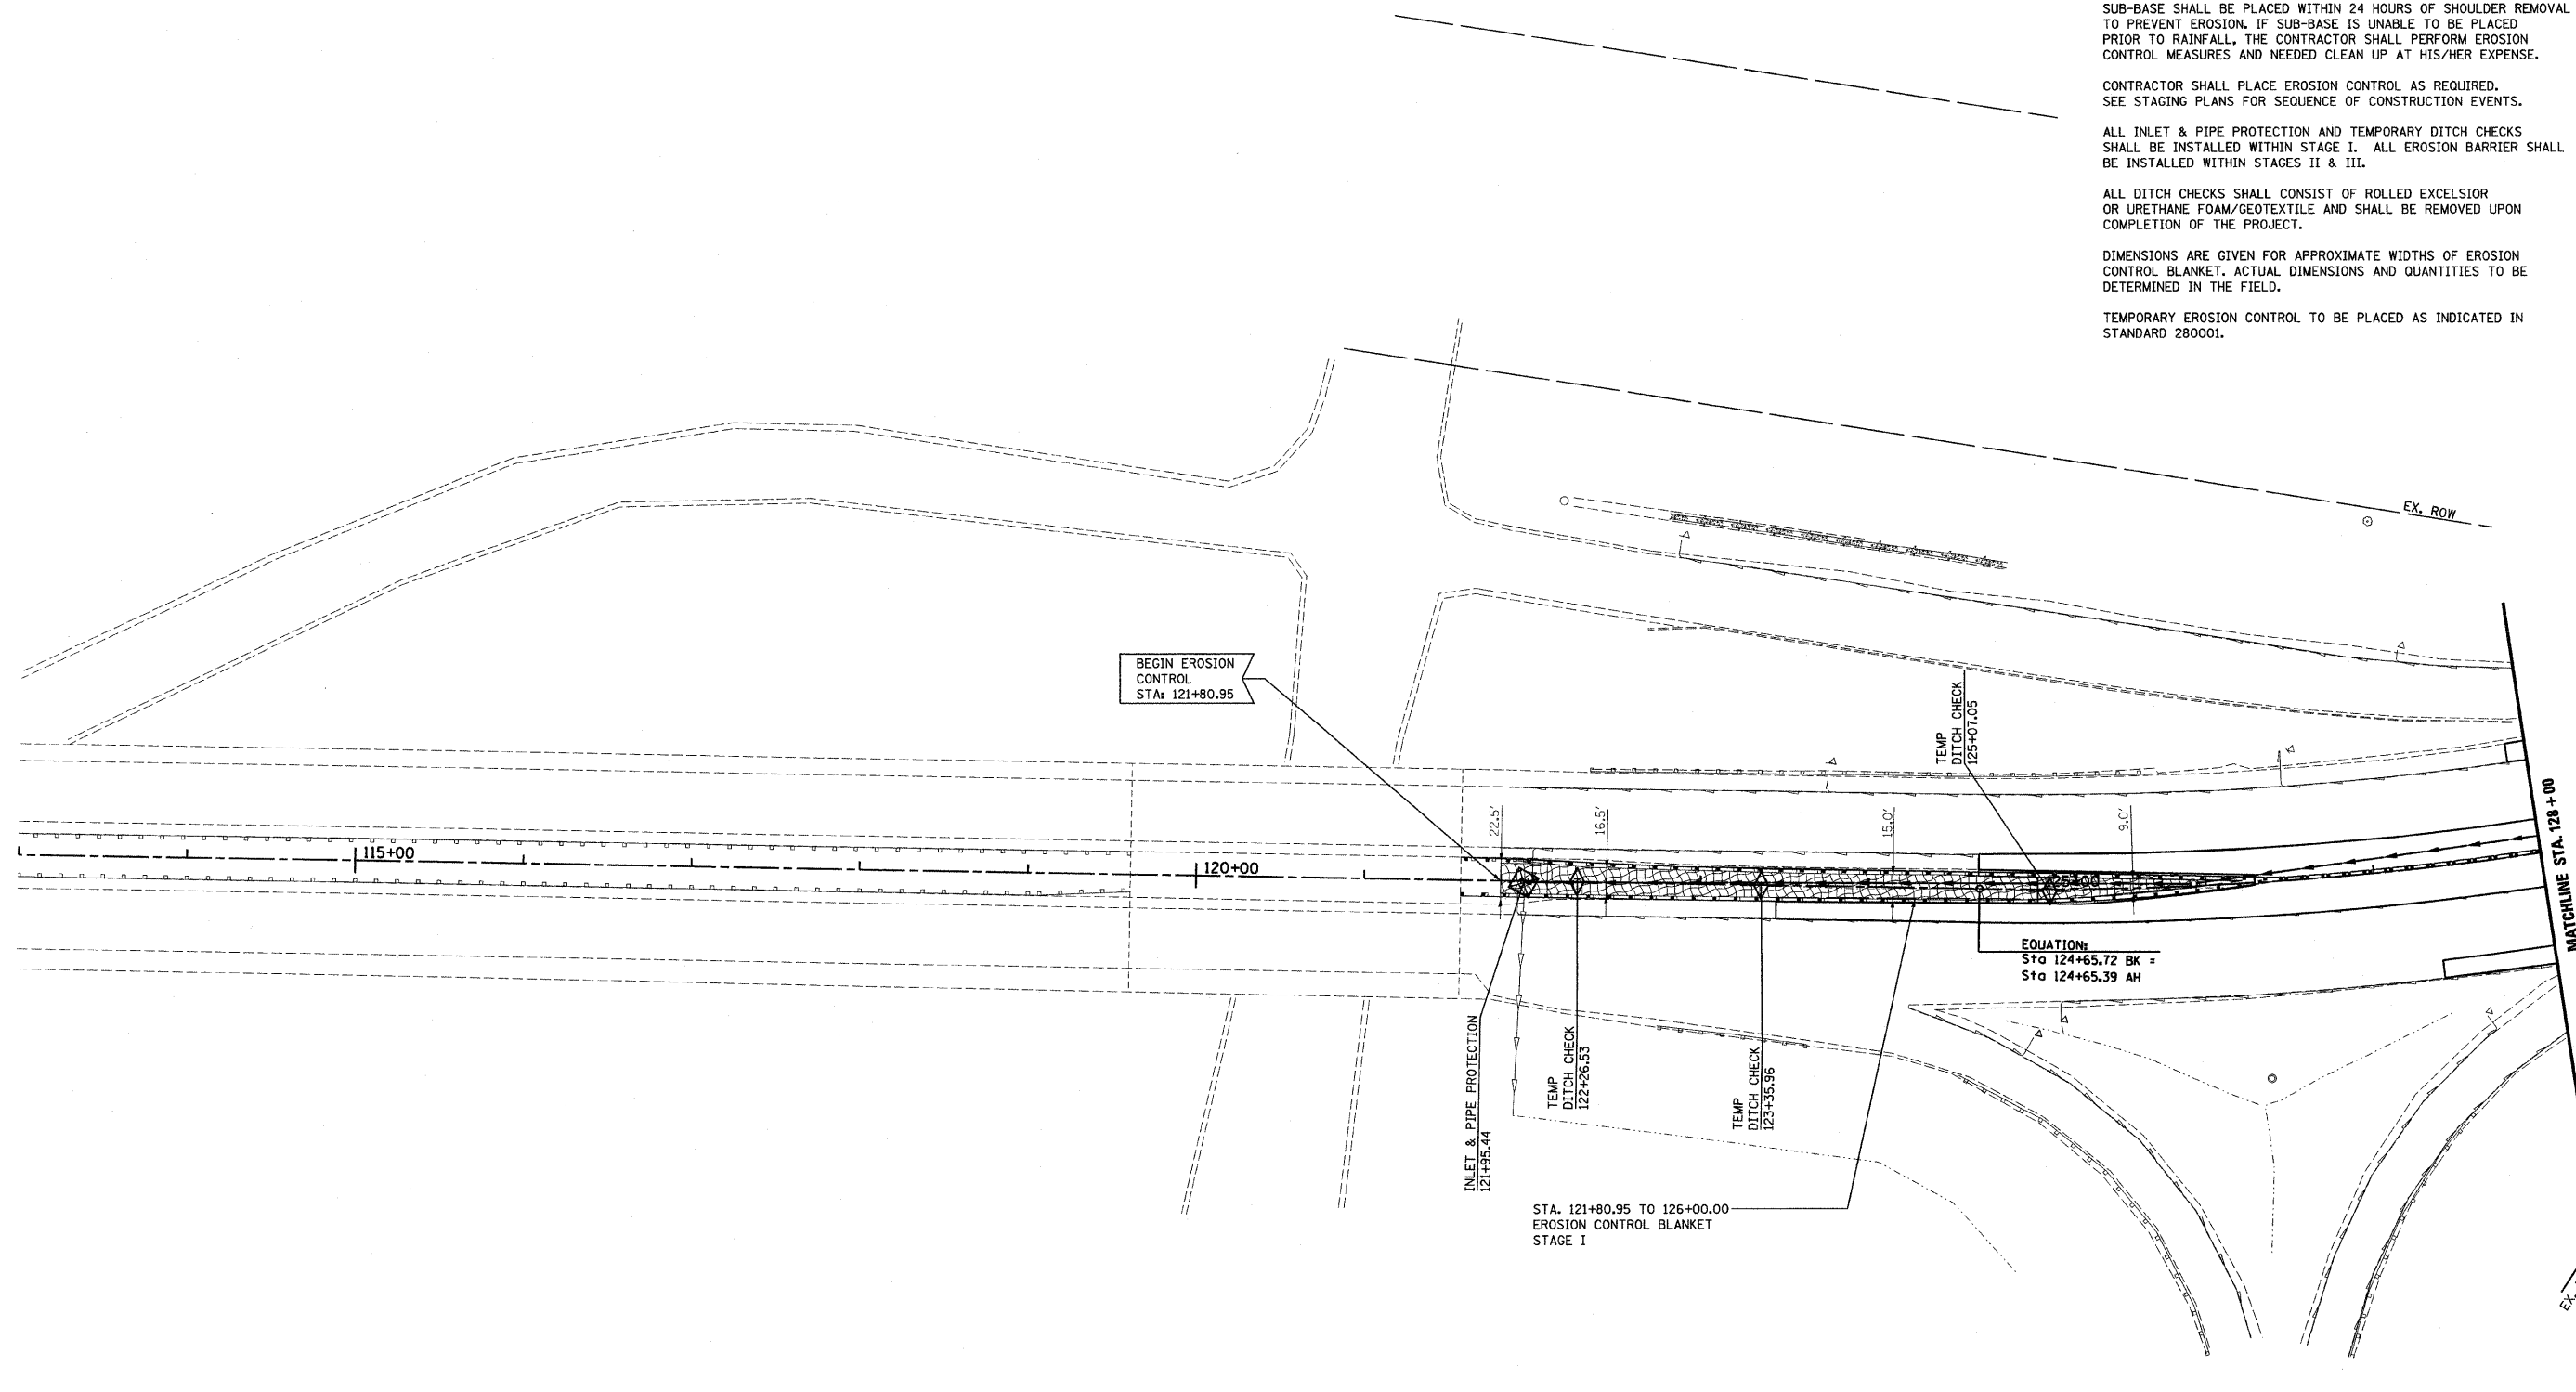 SUB-BASE SHALL BE PLACED WITHIN 24 HOURS OF SHOULDER REMOVAL
TO PREVENT EROSION. IF SUB-BASE IS UNABLE TO BE PLACED
PRIOR TO RAINFALL, THE CONTRACTOR SHALL PERFORM EROSION
CONTROL MEASURES AND NEEDED CLEAN UP AT HIS/HER EXPENSE.
CONTRACTOR SHALL PLACE EROSION CONTROL AS REQUIRED.
SEE STAGING PLANS FOR SEQUENCE OF CONSTRUCTION EVENTS.
ALL INLET & PIPE PROTECTION AND TEMPORARY DITCH CHECKS
SHALL BE INSTALLED WITHIN STAGE I. ALL EROSION BARRIER SHALL
BE INSTALLED WITHIN STAGES II & III.
ALL DITCH CHECKS SHALL CONSIST OF ROLLED EXCELSIOR
OR URETHANE FOAM/GEOTEXTILE AND SHALL BE REMOVED UPON
COMPLETION OF THE PROJECT.
DIMENSIONS ARE GIVEN FOR APPROXIMATE WIDTHS OF EROSION
CONTROL BLANKET. ACTUAL DIMENSIONS AND QUANTITIES TO BE
DETERMINED IN THE FIELD.
TEMPORARY EROSION CONTROL TO BE PLACED AS INDICATED IN
STANDARD 280001.
EX. ROW
BEGIN EROSION
CONTROL
STA: 121+80.95
TEMP
DITCH CHECK
125+07.05
22.5'
16.5'
15.0'
9.0'
115+00
120+00
MATCHLINE STA. 128+00
EQUATION:
Sta 124+65.72 BK =
Sta 124+65.39 AH
INLET & PIPE PROTECTION
121+95.44
TEMP
DITCH CHECK
122+26.53
TEMP
DITCH CHECK
123+35.96
STA. 121+80.95 TO 126+00.00
EROSION CONTROL BLANKET
STAGE I
EX.